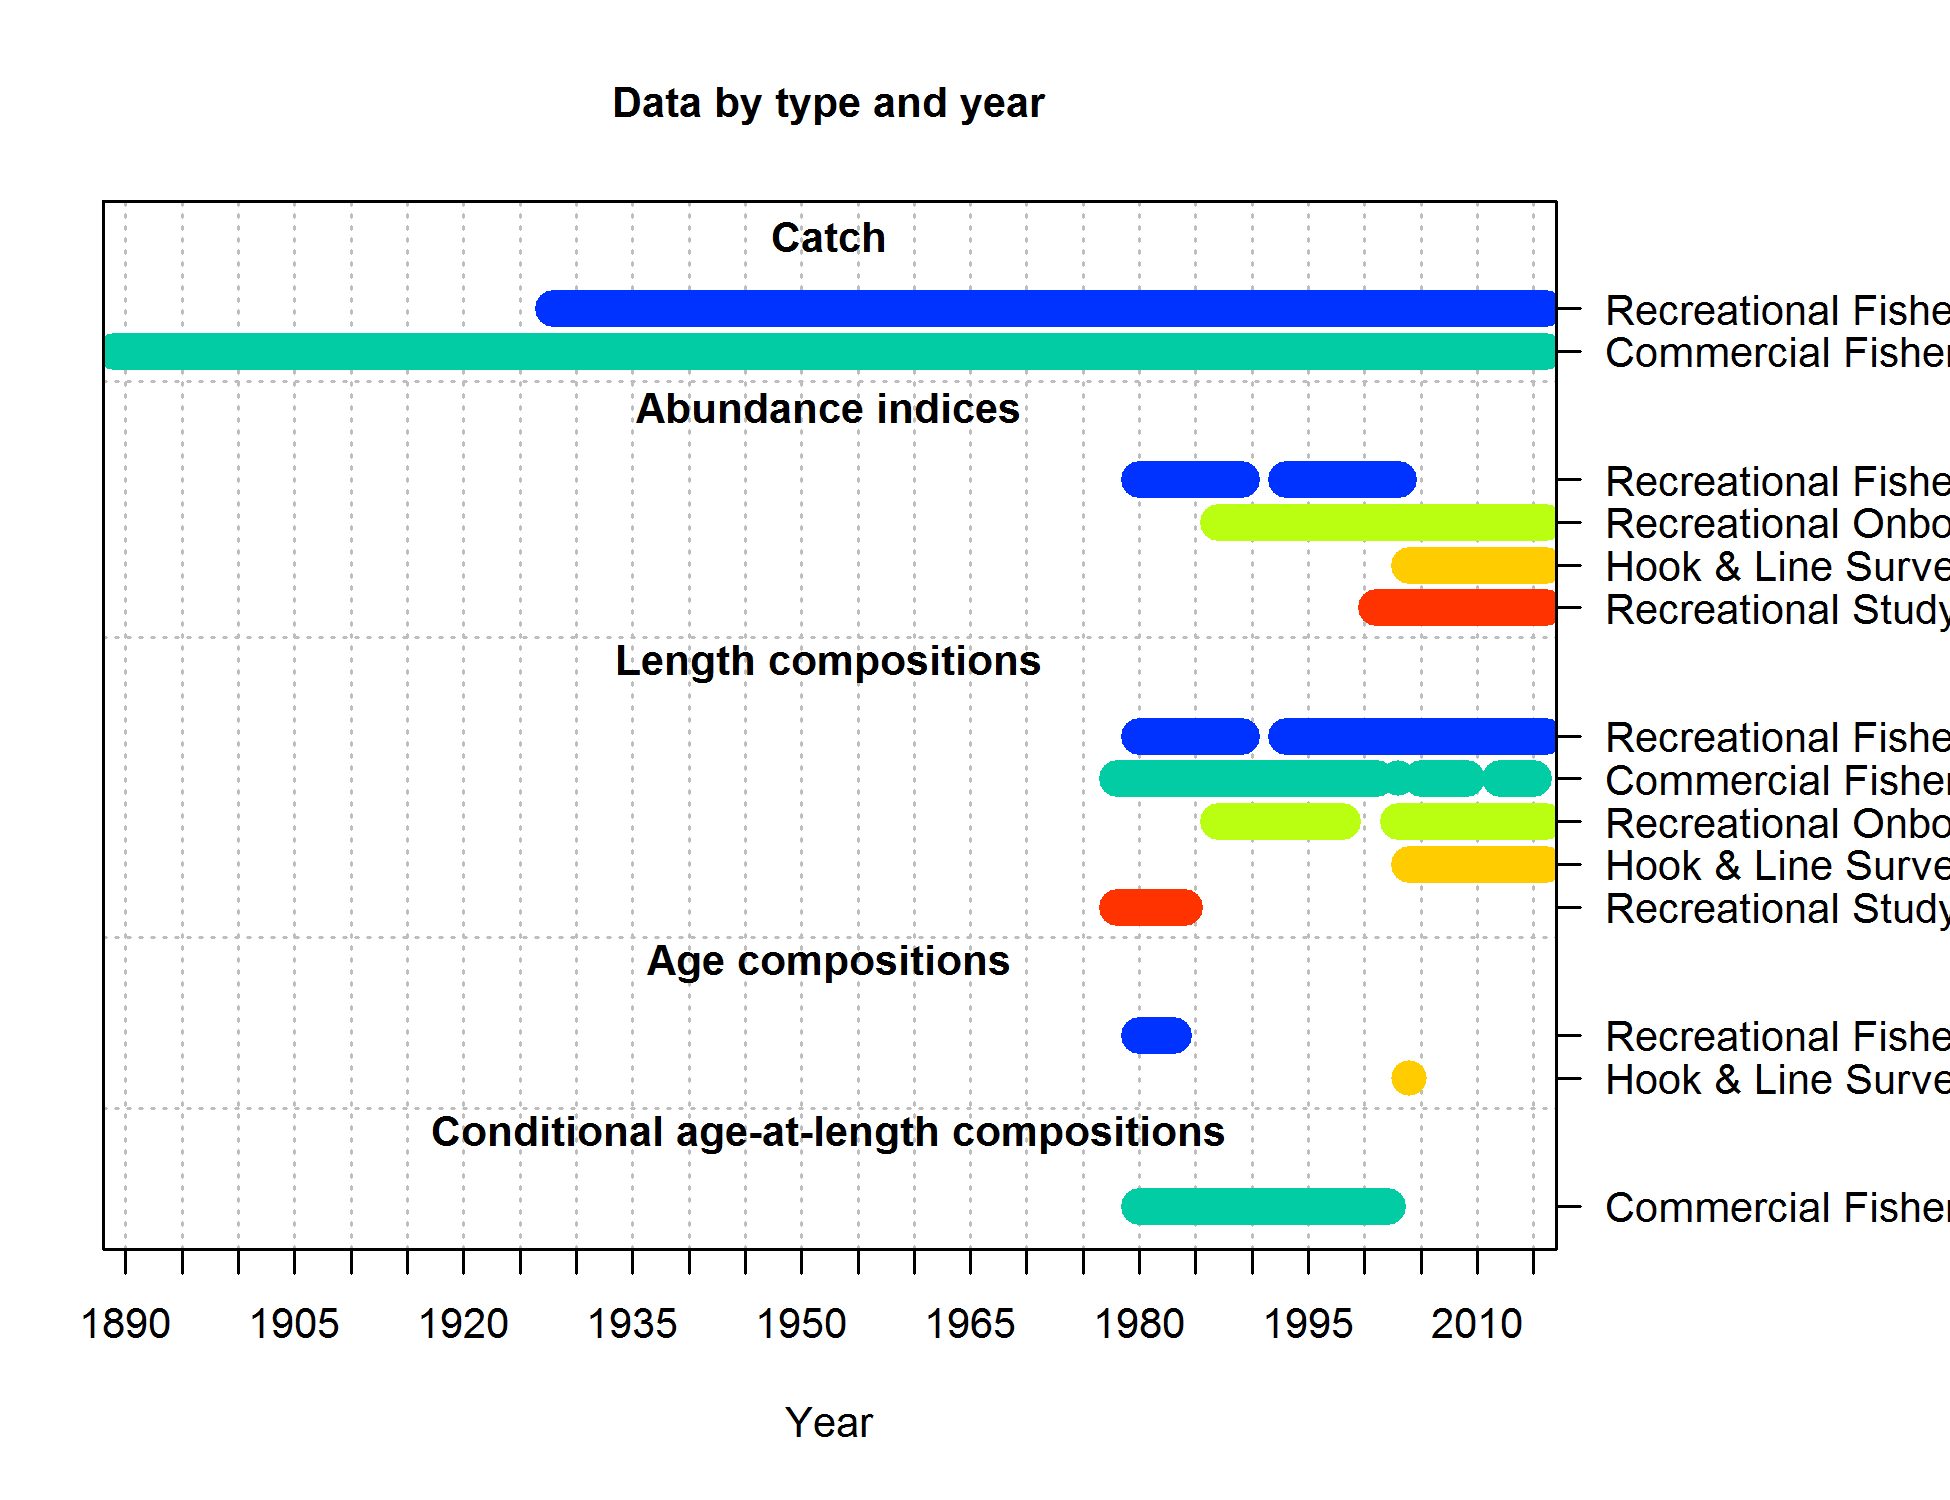 Data by type and year
Catch
Recreational Fishe
Commercial Fisher
Abundance indices
Recreational Fishe
Recreational Onbo
Hook & Line Surve
Recreational Study
Length compositions
Recreational Fishe
Commercial Fisher
Recreational Onbo
Hook & Line Surve
Recreational Study
Age compositions
Recreational Fishe
Hook & Line Surve
Conditional age-at-length compositions
Commercial Fisher
1890 1905 1920 1935 1950 1965 1980 1995 2010
Year